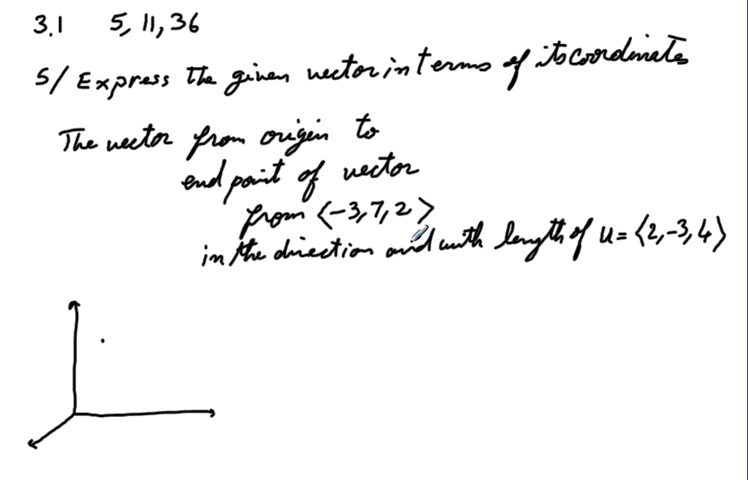 3.1 5, 11, 36
5/ Express the given vector in terms of its coordinates
The vector from origin to
end point of vector
from ⟨-3, 7, 2⟩
in the direction and with length of u = ⟨2, -3, 4⟩